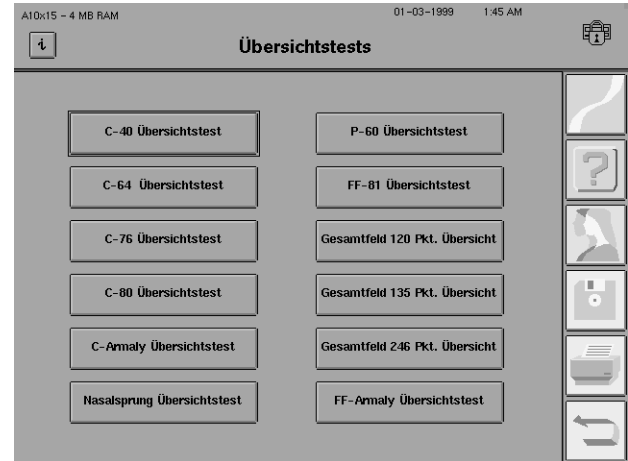 A10x15 - 4 MB RAM
01-03-1999 1:45 AM
i
Übersichtstests
C-40 Übersichtstest
P-60 Übersichtstest
C-64 Übersichtstest
FF-81 Übersichtstest
C-76 Übersichtstest
Gesamtfeld 120 Pkt. Übersicht
C-80 Übersichtstest
Gesamtfeld 135 Pkt. Übersicht
C-Armaly Übersichtstest
Gesamtfeld 246 Pkt. Übersicht
Nasalsprung Übersichtstest
FF-Armaly Übersichtstest
?